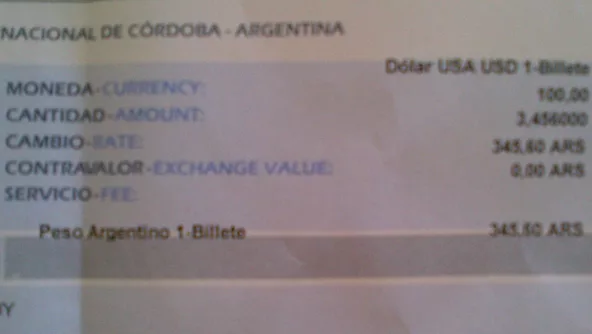 NACIONAL DE CÓRDOBA - ARGENTINA
MONEDA-CURRENCY: Dólar USA USD 1-Billete
CANTIDAD-AMOUNT: 100,00
CAMBIO-RATE: 3,456000
CONTRAVALOR-EXCHANGE VALUE: 345,60 ARS
SERVICIO-FEE: 0,00 ARS
Peso Argentino 1-Billete 345,60 ARS